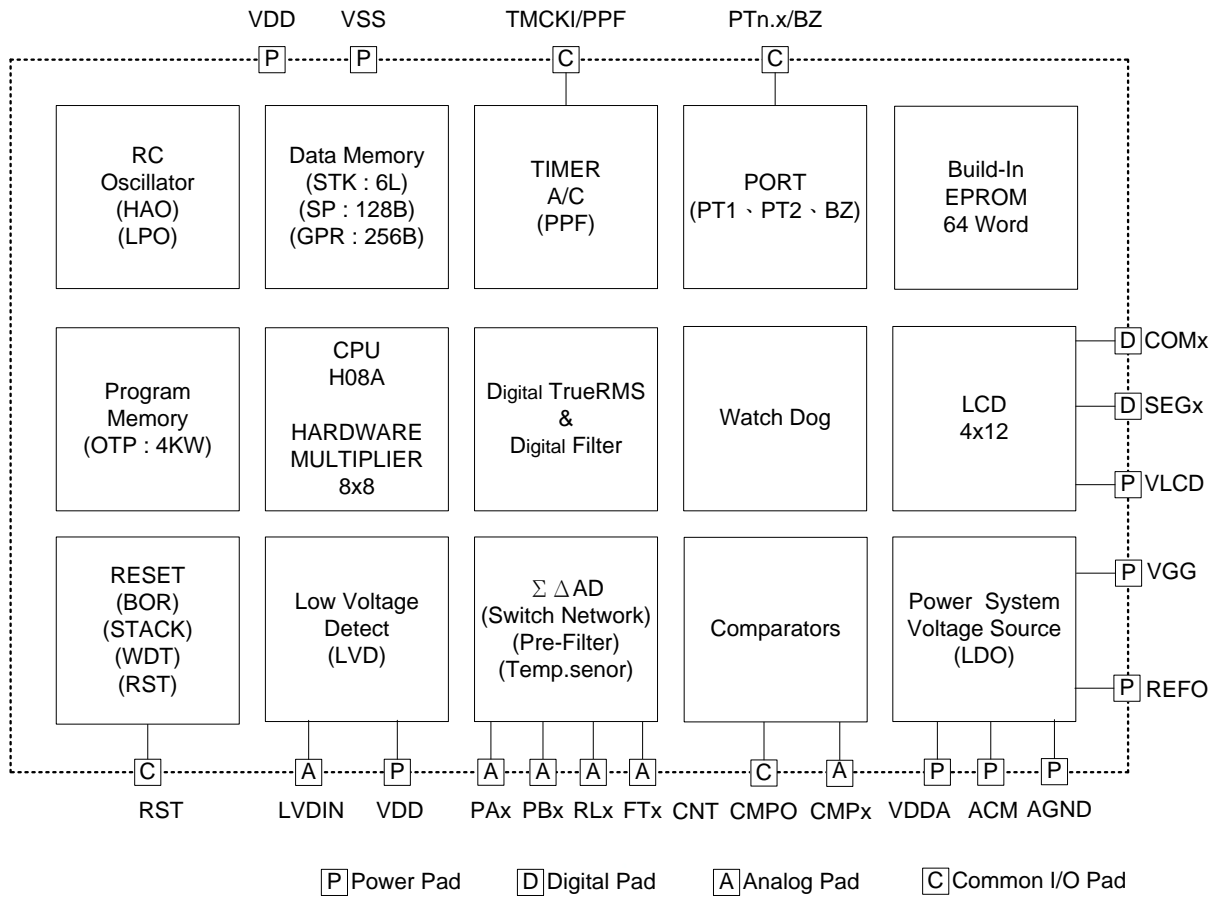 VDD VSS TMCKI/PPF PTn.x/BZ
P P C C
RC
Oscillator
(HAO)
(LPO)
Data Memory
(STK : 6L)
(SP : 128B)
(GPR : 256B)
TIMER
A/C
(PPF)
PORT
(PT1、PT2、BZ)
Build-In
EPROM
64 Word
Program
Memory
(OTP : 4KW)
CPU
H08A
HARDWARE
MULTIPLIER
8x8
Digital TrueRMS
&
Digital Filter
Watch Dog
LCD
4x12
D COMx
D SEGx
P VLCD
RESET
(BOR)
(STACK)
(WDT)
(RST)
Low Voltage
Detect
(LVD)
Σ Δ AD
(Switch Network)
(Pre-Filter)
(Temp.senor)
Comparators
Power System
Voltage Source
(LDO)
P VGG
P REFO
C A P A A A A C A P P P
RST LVDIN VDD PAx PBx RLx FTx CNT CMPO CMPx VDDA ACM AGND
P Power Pad D Digital Pad A Analog Pad C Common I/O Pad